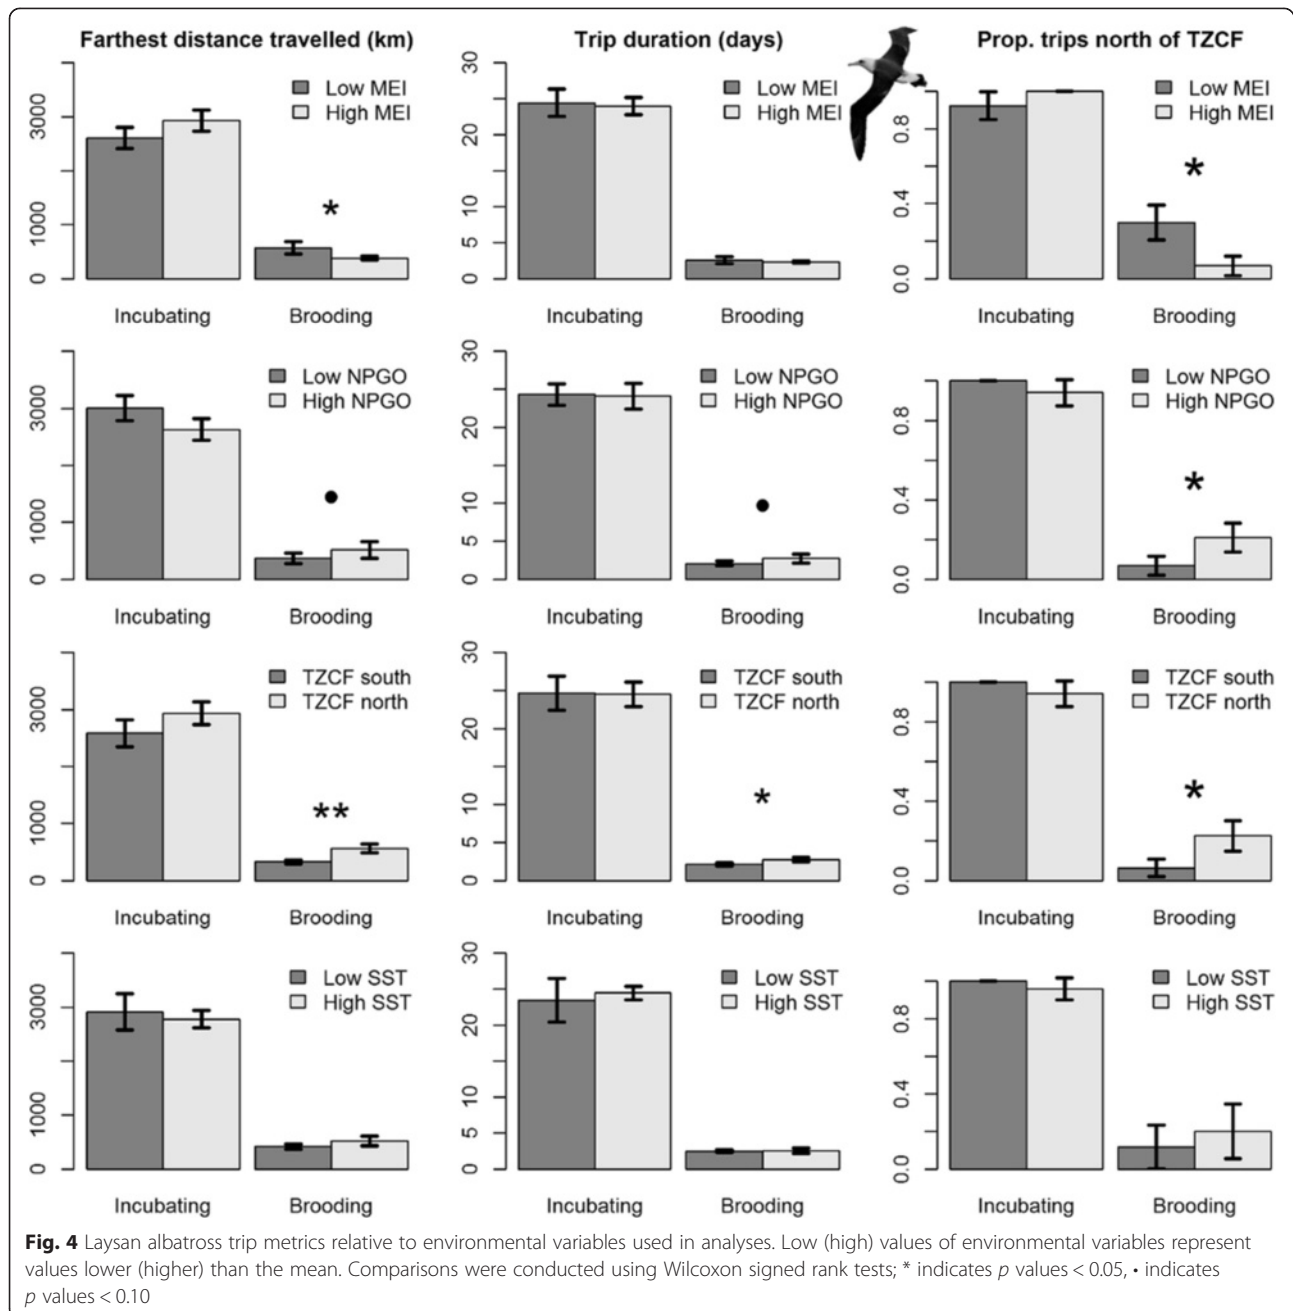 Farthest distance travelled (km)
Trip duration (days)
Prop. trips north of TZCF
0 1000 3000
Low MEI
High MEI
*
Incubating Brooding
0 5 10 20 30
Low MEI
High MEI
Incubating Brooding
0.0 0.4 0.8
Low MEI
High MEI
*
Incubating Brooding
0 1000 3000
Low NPGO
High NPGO
•
Incubating Brooding
0 5 10 20 30
Low NPGO
High NPGO
•
Incubating Brooding
0.0 0.4 0.8
Low NPGO
High NPGO
*
Incubating Brooding
0 1000 3000
TZCF south
TZCF north
**
Incubating Brooding
0 5 10 20 30
TZCF south
TZCF north
*
Incubating Brooding
0.0 0.4 0.8
TZCF south
TZCF north
*
Incubating Brooding
0 1000 3000
Low SST
High SST
Incubating Brooding
0 5 10 20 30
Low SST
High SST
Incubating Brooding
0.0 0.4 0.8
Low SST
High SST
Incubating Brooding
Fig. 4 Laysan albatross trip metrics relative to environmental variables used in analyses. Low (high) values of environmental variables represent
values lower (higher) than the mean. Comparisons were conducted using Wilcoxon signed rank tests; * indicates p values < 0.05, • indicates
p values < 0.10